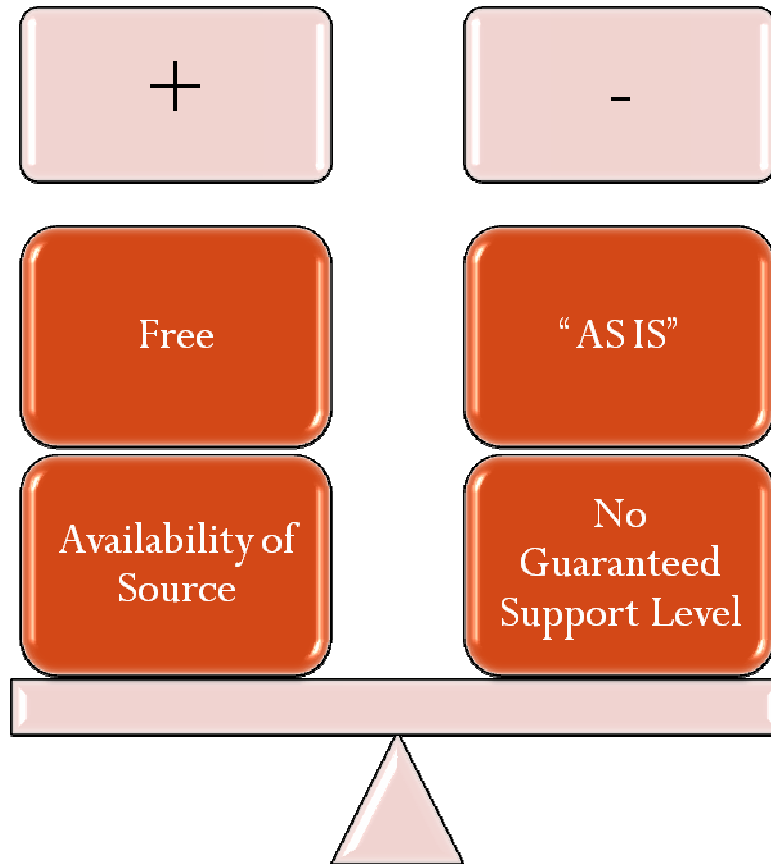 +
-
Free
“ AS IS”
Availability of
Source
No
Guaranteed
Support Level